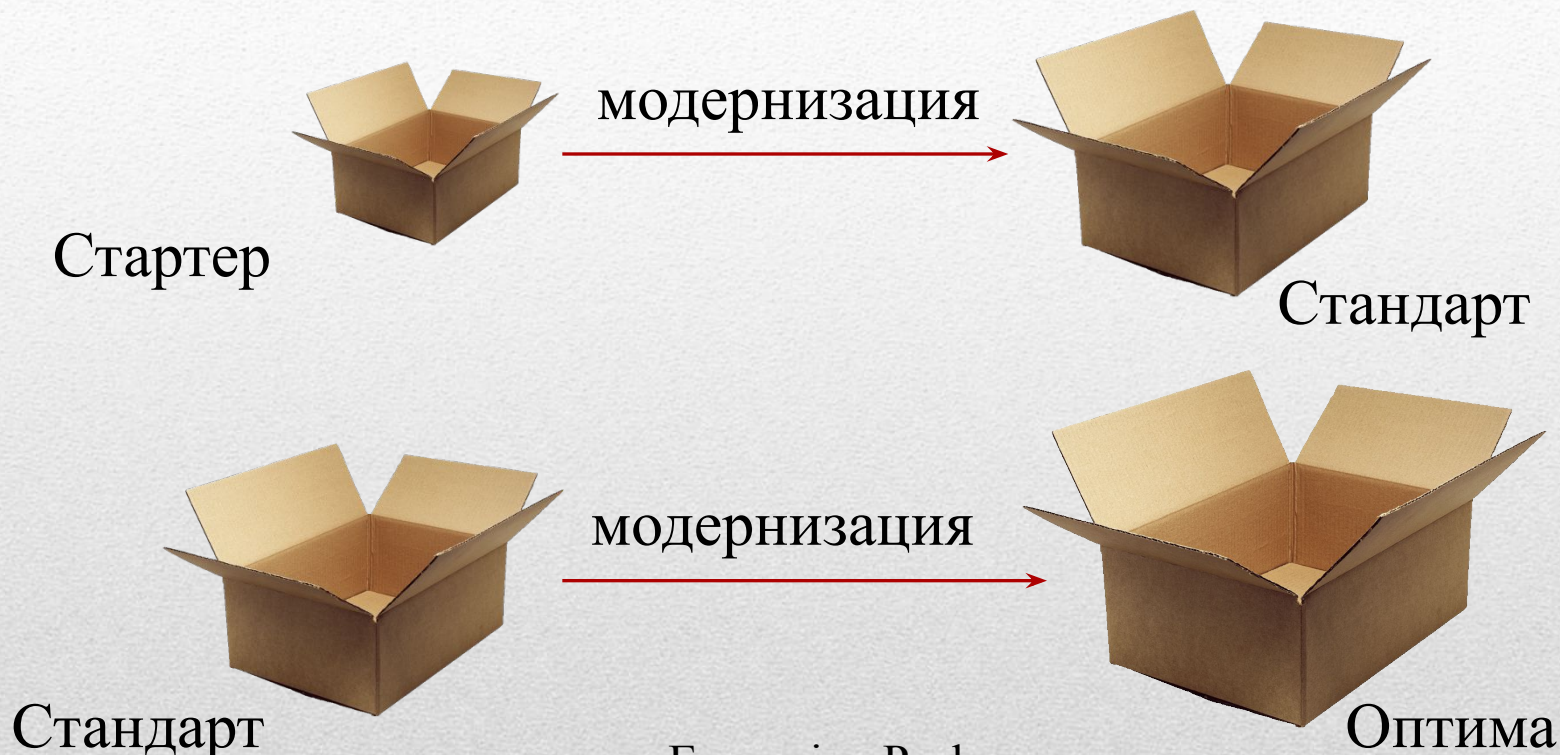 модернизация
Стартер
Стандарт
модернизация
Стандарт
Оптима